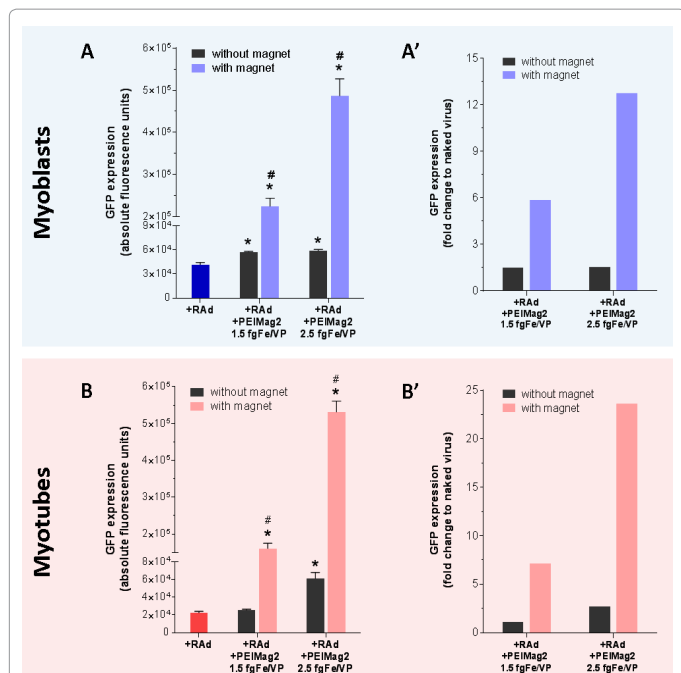 Myoblasts
A
GFP expression
(absolute fluorescence units)
6×10⁵
5×10⁵
4×10⁵
3×10⁵
2×10⁵
9×10⁴
6×10⁴
3×10⁴
0
without magnet
with magnet
*
#
*
*
#
*
+RAd
+RAd
+PEIMag2
1.5 fgFe/VP
+RAd
+PEIMag2
2.5 fgFe/VP
A'
GFP expression
(fold change to naked virus)
15
12
9
6
3
0
without magnet
with magnet
+RAd
+PEIMag2
1.5 fgFe/VP
+RAd
+PEIMag2
2.5 fgFe/VP
Myotubes
B
GFP expression
(absolute fluorescence units)
6×10⁵
5×10⁵
4×10⁵
3×10⁵
2×10⁵
8×10⁴
6×10⁴
4×10⁴
2×10⁴
0
without magnet
with magnet
#
*
*
#
*
+RAd
+RAd
+PEIMag2
1.5 fgFe/VP
+RAd
+PEIMag2
2.5 fgFe/VP
B'
GFP expression
(fold change to naked virus)
25
20
15
10
5
0
without magnet
with magnet
+RAd
+PEIMag2
1.5 fgFe/VP
+RAd
+PEIMag2
2.5 fgFe/VP